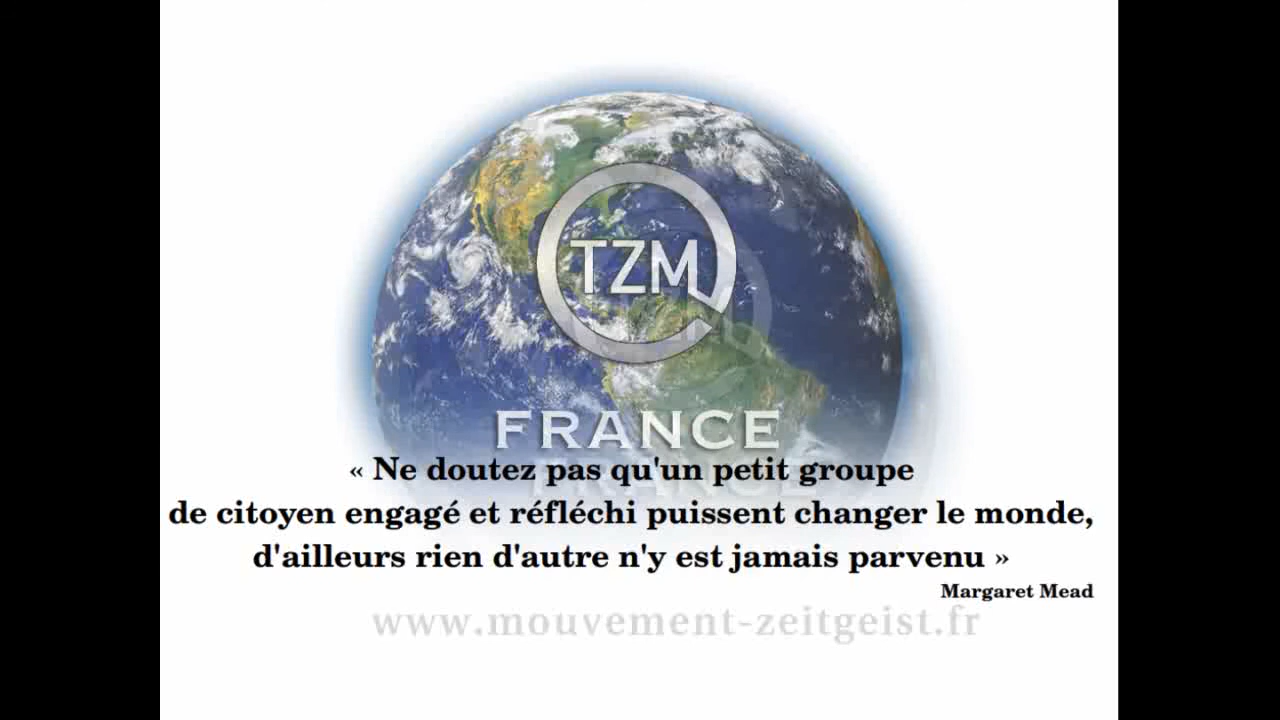 TZM
FRANCE
« Ne doutez pas qu'un petit groupe
de citoyen engagé et réfléchi puissent changer le monde,
d'ailleurs rien d'autre n'y est jamais parvenu »
Margaret Mead
www.mouvement-zeitgeist.fr